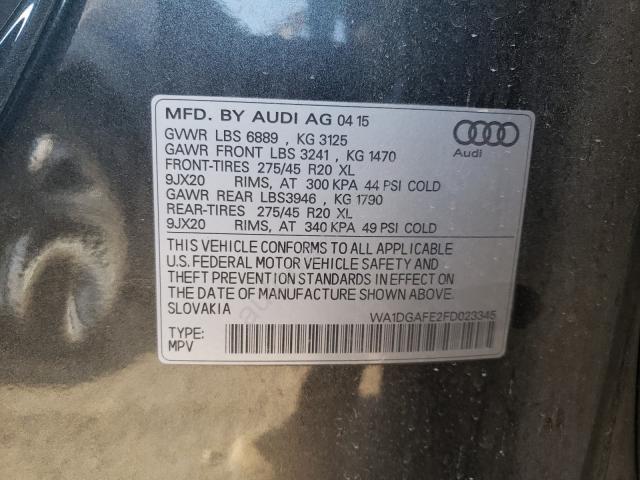 MFD. BY AUDI AG 04 15
GVWR LBS 6889 , KG 3125
GAWR FRONT LBS 3241 , KG 1470
FRONT-TIRES 275/45 R20 XL
9JX20 RIMS, AT 300 KPA 44 PSI COLD
GAWR REAR LBS3946 , KG 1790
REAR-TIRES 275/45 R20 XL
9JX20 RIMS, AT 340 KPA 49 PSI COLD
Audi
THIS VEHICLE CONFORMS TO ALL APPLICABLE
U.S. FEDERAL MOTOR VEHICLE SAFETY AND
THEFT PREVENTION STANDARDS IN EFFECT ON
THE DATE OF MANUFACTURE SHOWN ABOVE.
SLOVAKIA
WA1DGAFE2FD023345
TYPE:
MPV